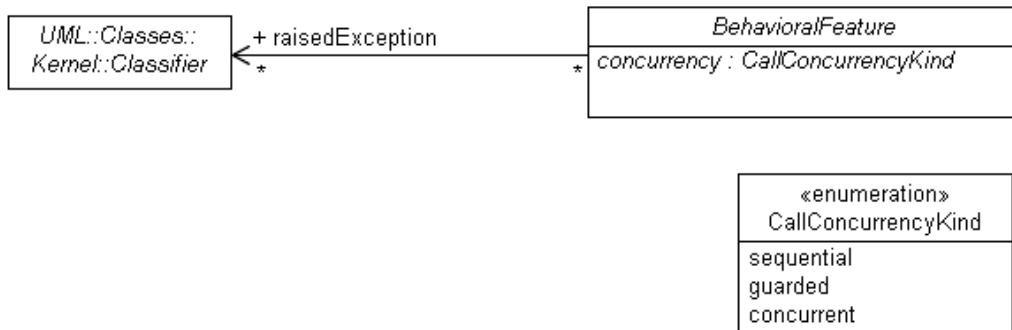 UML::Classes::
Kernel::Classifier
+ raisedException
*
*
BehavioralFeature
concurrency : CallConcurrencyKind
«enumeration»
CallConcurrencyKind
sequential
guarded
concurrent